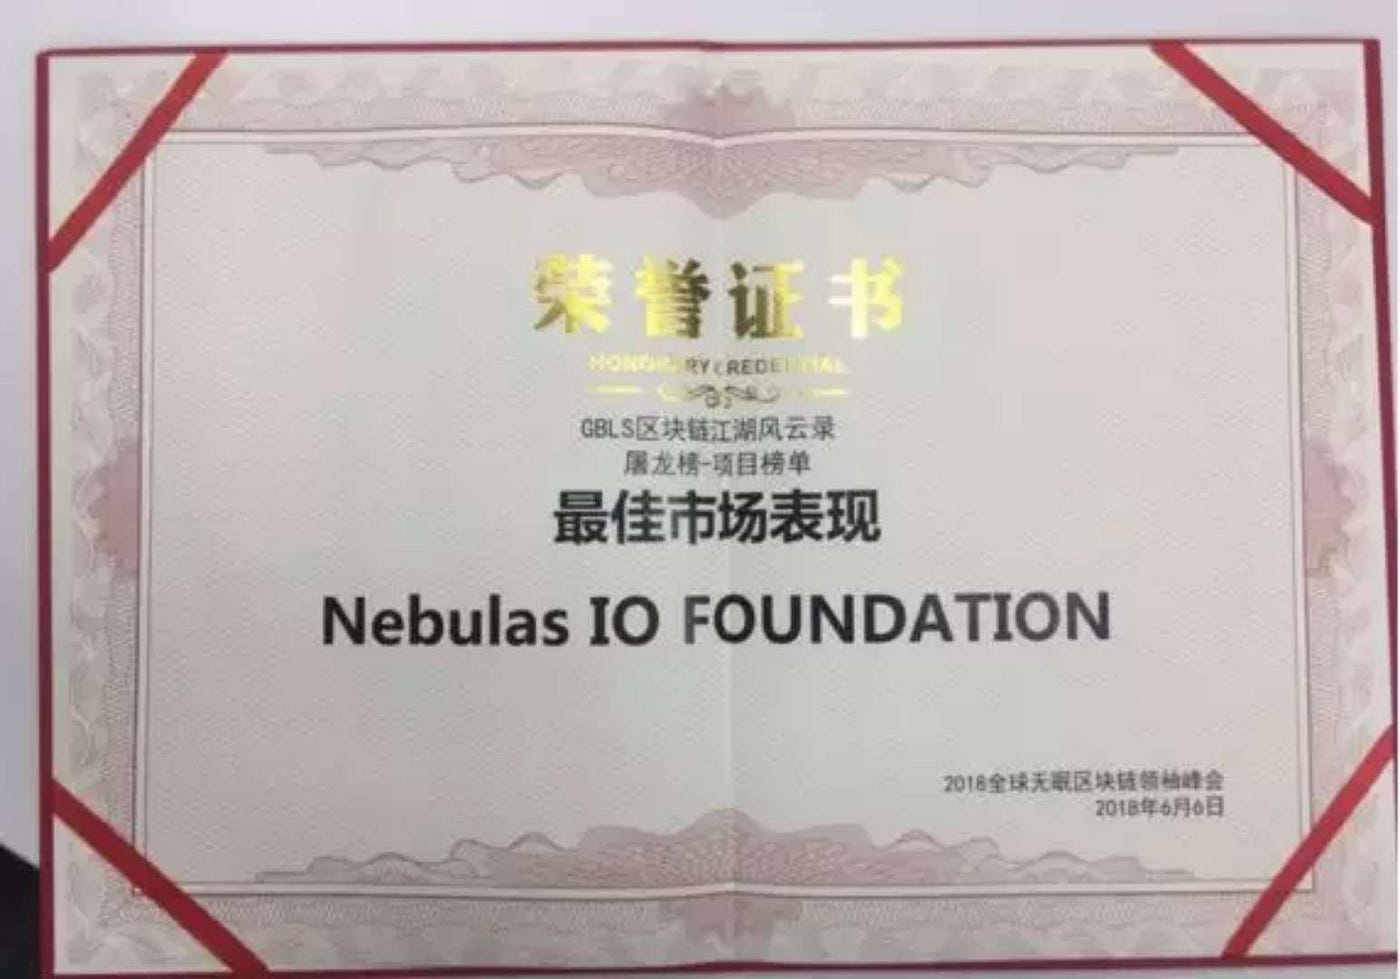 荣誉证书
HONORARY CREDENTIAL
GBLS区块链江湖风云录
屠龙榜-项目榜单
最佳市场表现
Nebulas IO FOUNDATION
2018全球无眠区块链领袖峰会
2018年6月6日